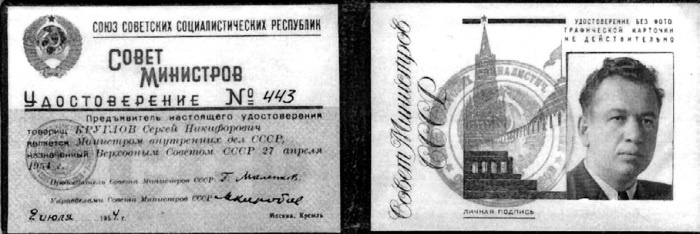 СОЮЗ СОВЕТСКИХ СОЦИАЛИСТИЧЕСКИХ РЕСПУБЛИК
СОВЕТ
МИНИСТРОВ
УДОСТОВЕРЕНИЕ № 443
Предъявитель настоящего удостоверения
товарищ КРУГЛОВ Сергей Никифорович
является Министром внутренних дел СССР,
назначенный Верховным Советом СССР 27 апреля
1954 г.
Председатель Совета Министров СССР Г. Маленков
Управделами Совета Министров СССР
2 июля 1954 г. Москва, Кремль
Совет Министров
СССР
УДОСТОВЕРЕНИЕ БЕЗ ФОТО
ГРАФИЧЕСКОЙ КАРТОЧКИ
НЕ ДЕЙСТВИТЕЛЬНО
ЛИЧНАЯ ПОДПИСЬ